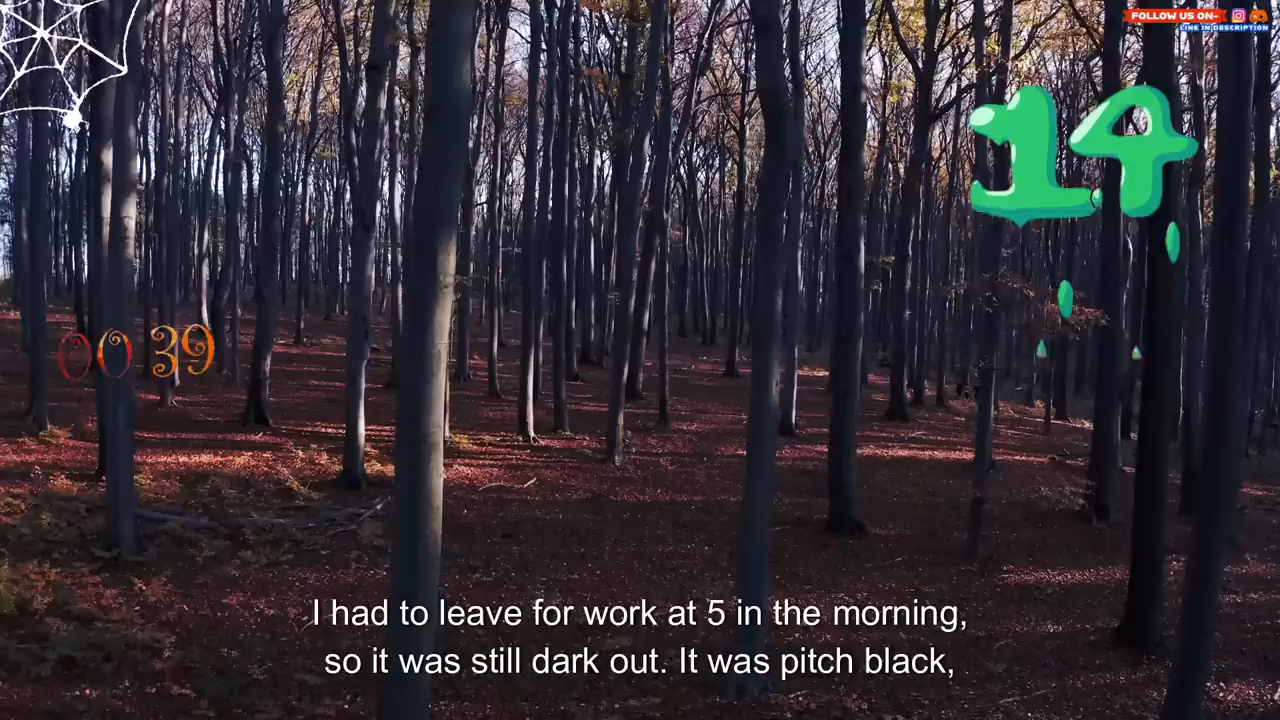 FOLLOW US ON-
LINK IN DESCRIPTION
14
00 39
I had to leave for work at 5 in the morning,
so it was still dark out. It was pitch black,